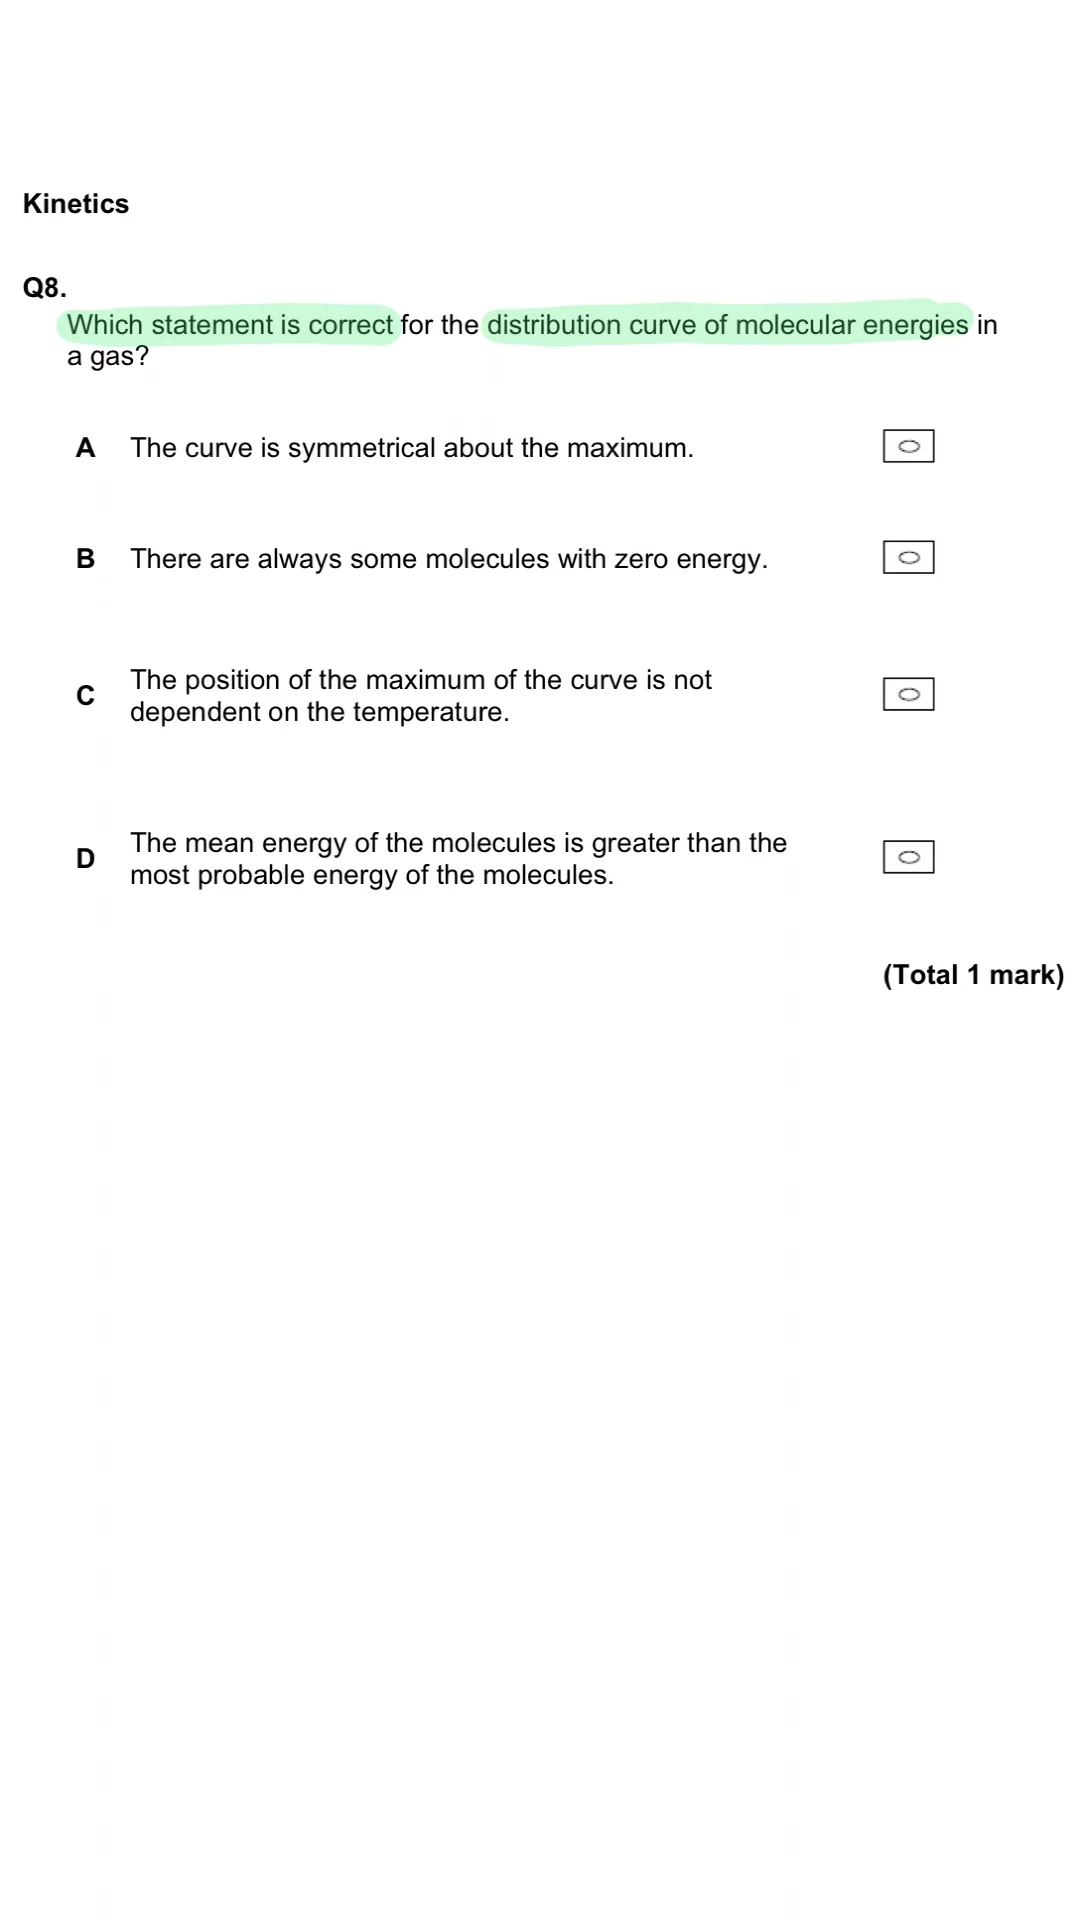 Kinetics
Q8.
Which statement is correct for the distribution curve of molecular energies in
a gas?
A The curve is symmetrical about the maximum.
B There are always some molecules with zero energy.
C The position of the maximum of the curve is not
dependent on the temperature.
D The mean energy of the molecules is greater than the
most probable energy of the molecules.
(Total 1 mark)